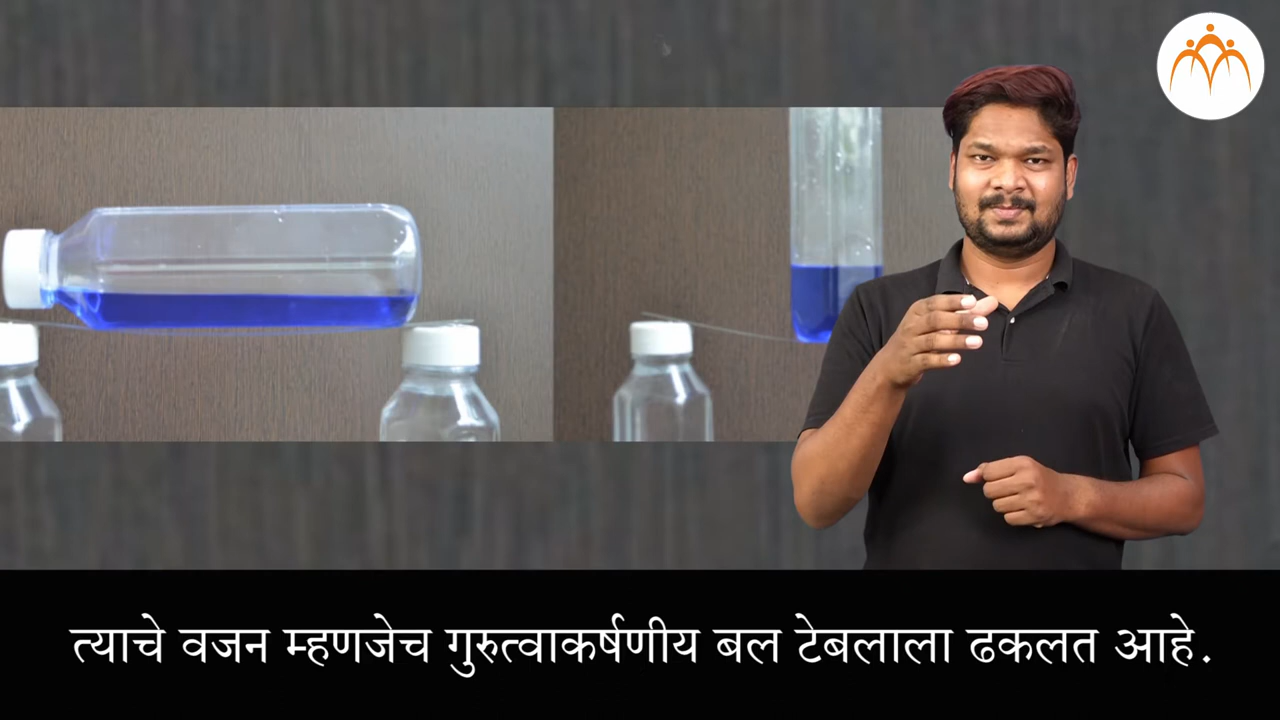 त्याचे वजन म्हणजेच गुरुत्वाकर्षणीय बल टेबलाला ढकलत आहे.